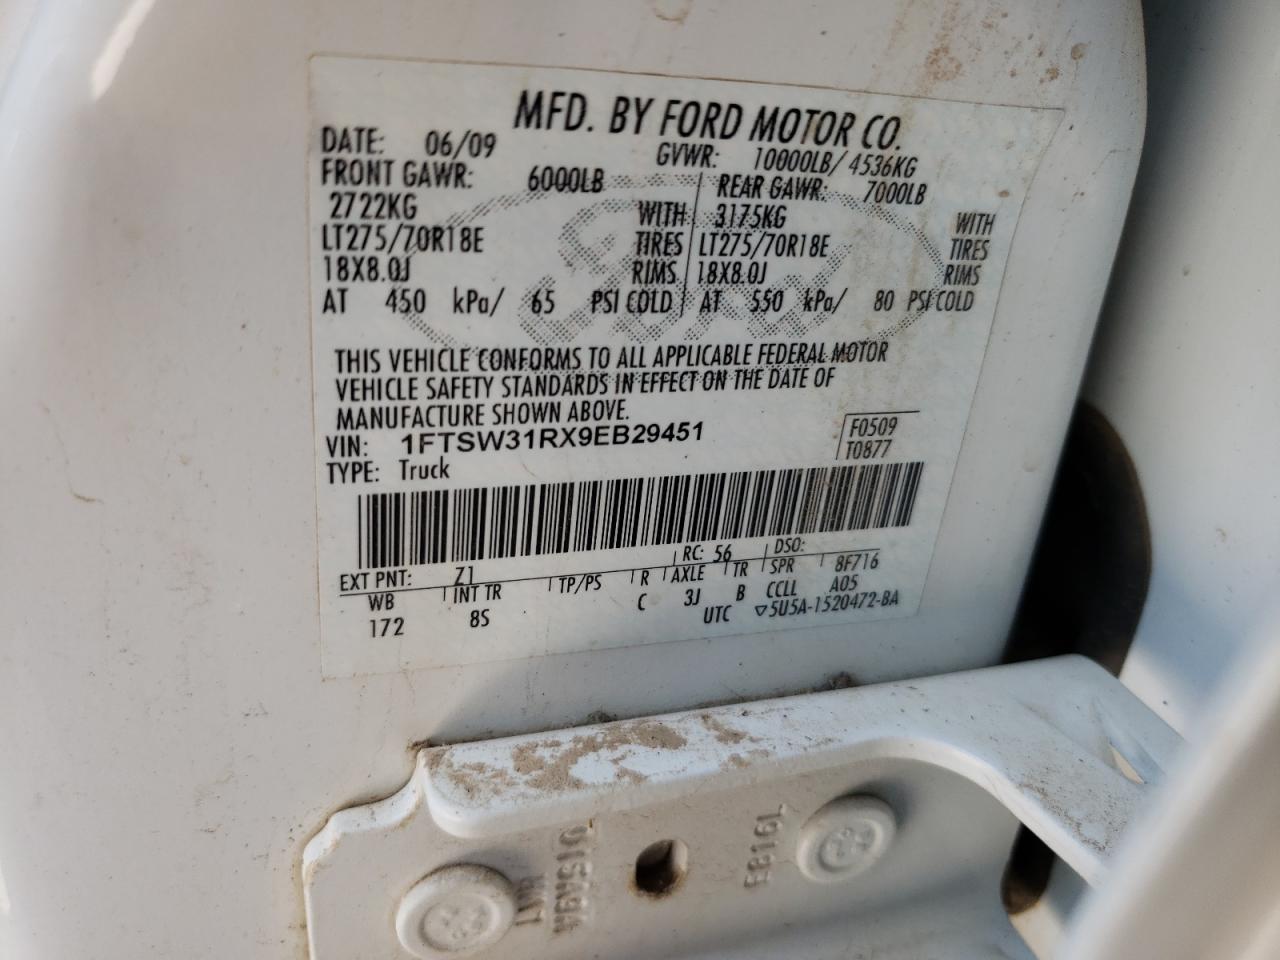 MFD. BY FORD MOTOR CO.
DATE: 06/09 GVWR: 10000LB/ 4536KG
FRONT GAWR: 6000LB REAR GAWR: 7000LB
2722KG WITH 3175KG WITH
LT275/70R18E TIRES LT275/70R18E TIRES
18X8.0J RIMS 18X8.0J RIMS
AT 450 kPa/ 65 PSI COLD AT 550 kPa/ 80 PSI COLD
THIS VEHICLE CONFORMS TO ALL APPLICABLE FEDERAL MOTOR
VEHICLE SAFETY STANDARDS IN EFFECT ON THE DATE OF
MANUFACTURE SHOWN ABOVE.
VIN: 1FTSW31RX9EB29451 F0509
TYPE: Truck T0877
EXT PNT: Z1 RC: 56 DSO:
WB INT TR TP/PS R AXLE TR SPR 8F716
172 8S C 3J B CCLL A05
UTC ▽5U5A-1520472-BA
E816L